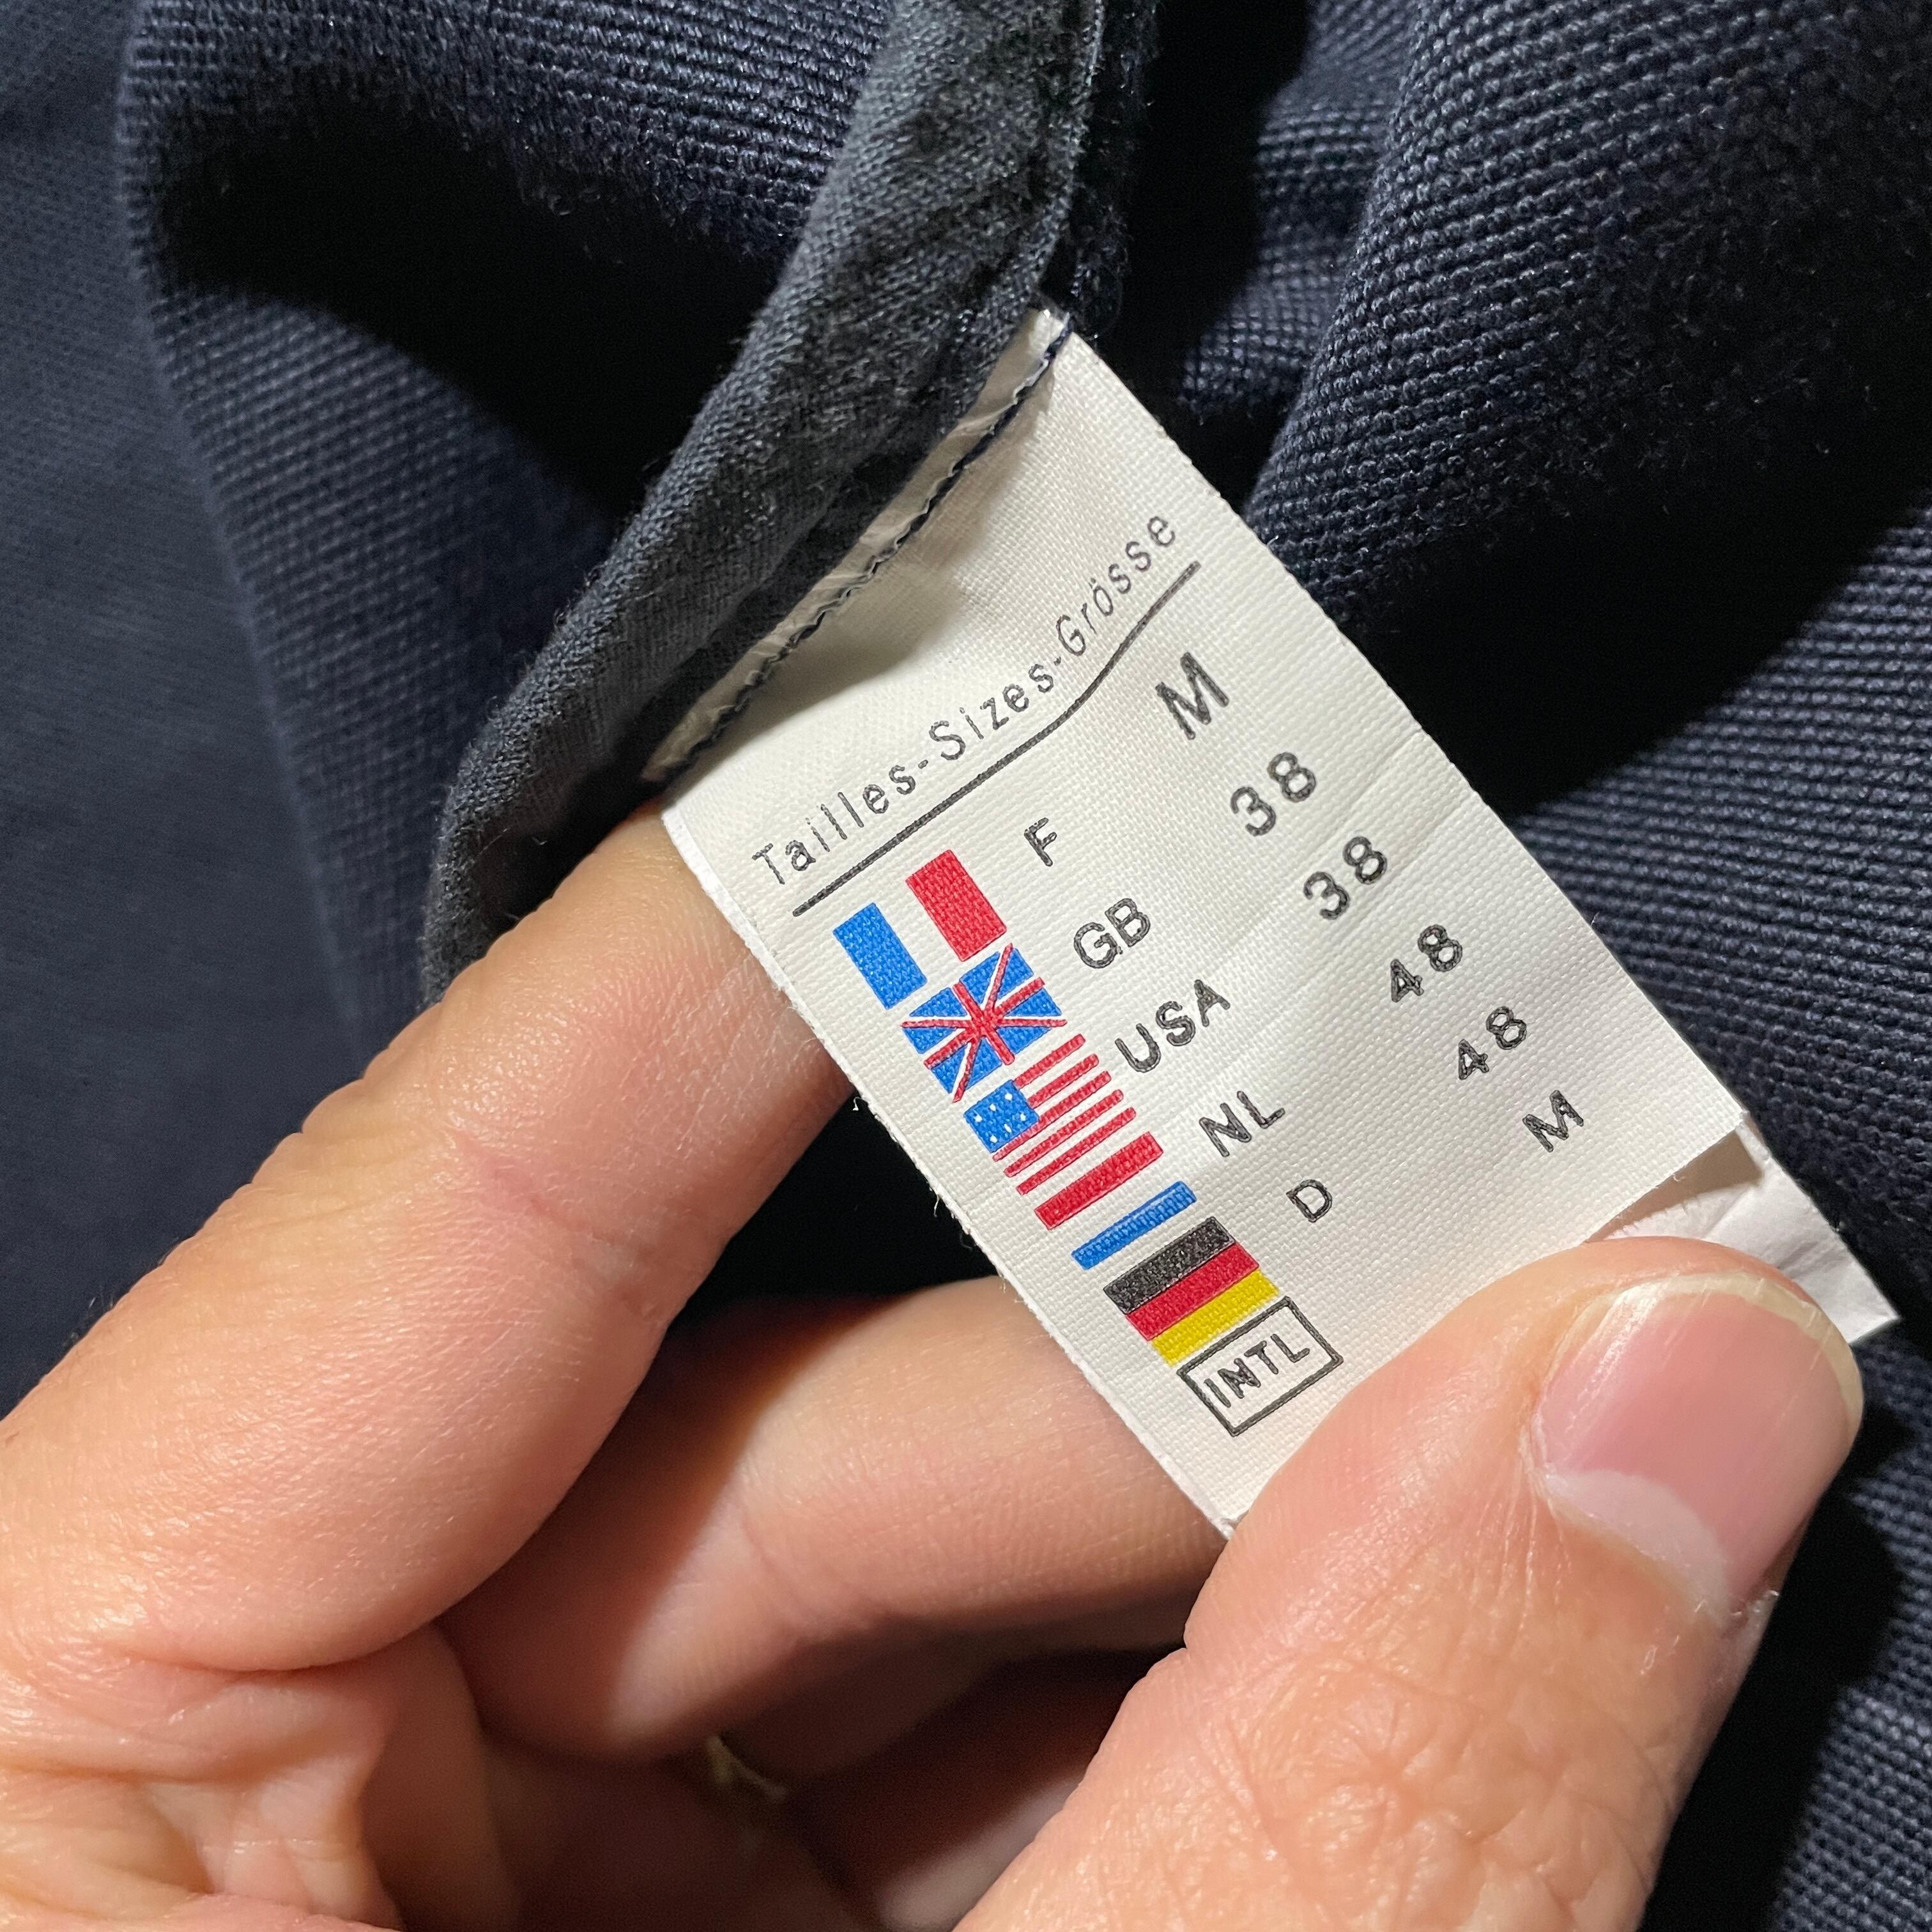 Tailles-Sizes-Grösse
F M
GB 38
USA 38
NL 48
D 48
INTL M